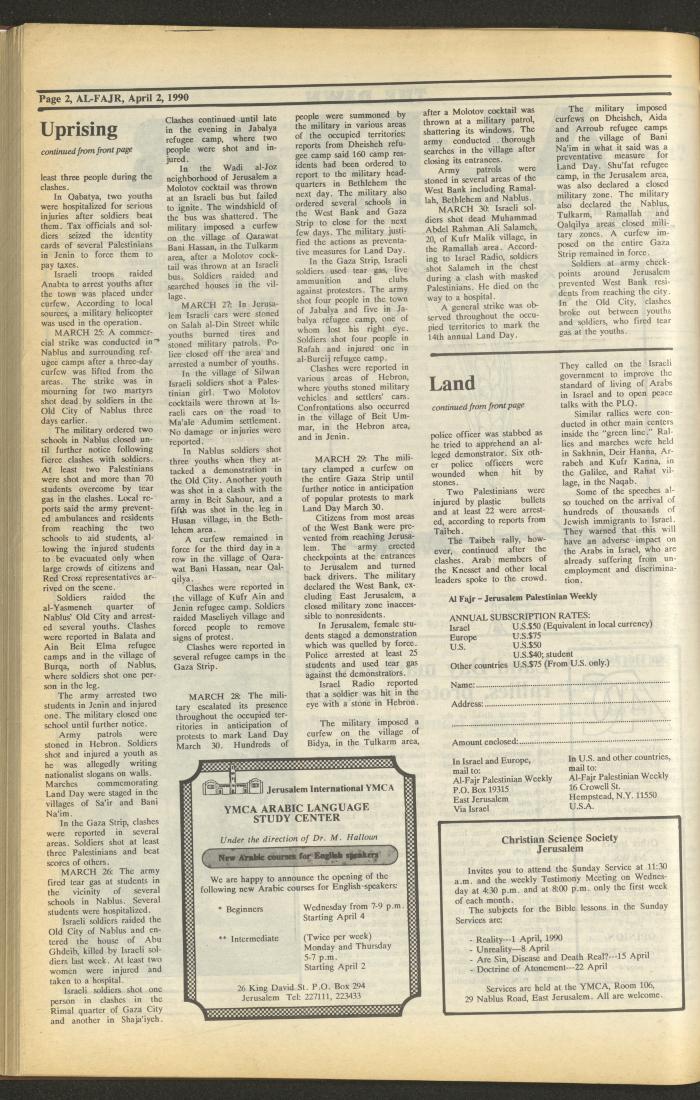 Page 2, AL-FAJR, April 2, 1990
Uprising
continued from front page
least three people during the
clashes.
In Qabatya, two youths
were hospitalized for serious
injuries after soldiers beat
them. Tax officials and sol-
diers seized the identity
cards of several Palestinians
in Jenin to force them to
pay taxes.
Israeli troops raided
Anabta to arrest youths after
the town was placed under
curfew. According to local
sources, a military helicopter
was used in the operation.
MARCH 25: A commer-
cial strike was conducted in
Nablus and surrounding ref-
ugee camps after a three-day
curfew was lifted from the
areas. The strike was in
mourning for two martyrs
shot dead by soldiers in the
Old City of Nablus three
days earlier.
The military ordered two
schools in Nablus closed un-
til further notice following
fierce clashes with soldiers.
At least two Palestinians
were shot and more than 70
students overcome by tear
gas in the clashes. Local re-
ports said the army prevent-
ed ambulances and residents
from reaching the two
schools to aid students, al-
lowing the injured students
to be evacuated only when
large crowds of citizens and
Red Cross representatives ar-
rived on the scene.
Soldiers raided the
al-Yasmeneh quarter of
Nablus' Old City and arrest-
ed several youths. Clashes
were reported in Balata and
Ain Beit Elma refugee
camps and in the village of
Burqa, north of Nablus,
where soldiers shot one per-
son in the leg.
The army arrested two
students in Jenin and injured
one. The military closed one
school until further notice.
Army patrols were
stoned in Hebron. Soldiers
shot and injured a youth as
he was allegedly writing
nationalist slogans on walls.
Marches commemorating
Land Day were staged in the
villages of Sa'ir and Bani
Na'im.
In the Gaza Strip, clashes
were reported in several
areas. Soldiers shot at least
three Palestinians and beat
scores of others.
MARCH 26: The army
fired tear gas at students in
the vicinity of several
schools in Nablus. Several
students were hospitalized.
Israeli soldiers raided the
Old City of Nablus and en-
tered the house of Abu
Ghdeib, killed by Israeli sol-
diers last week. At least two
women were injured and
taken to a hospital.
Israeli soldiers shot one
person in clashes in the
Rimal quarter of Gaza City
and another in Shaja'iyeh.
Clashes continued until late
in the evening in Jabalya
refugee camp, where two
people were shot and in-
jured.
In the Wadi al-Joz
neighborhood of Jerusalem a
Molotov cocktail was thrown
at an Israeli bus but failed
to ignite. The windshield of
the bus was shattered. The
military imposed a curfew
on the village of Qarawat
Bani Hassan, in the Tulkarm
area, after a Molotov cock-
tail was thrown at an Israeli
bus. Soldiers raided and
searched houses in the vil-
lage.
MARCH 27: In Jerusa-
lem Israeli cars were stoned
on Salah al-Din Street while
youths burned tires and
stoned military patrols. Po-
lice closed off the area and
arrested a number of youths.
In the village of Silwan
Israeli soldiers shot a Pales-
tinian girl. Two Molotov
cocktails were thrown at Is-
raeli cars on the road to
Ma'ale Adumim settlement.
No damage or injuries were
reported.
In Nablus soldiers shot
three youths when they at-
tacked a demonstration in
the Old City. Another youth
was shot in a clash with the
army in Beit Sahour, and a
fifth was shot in the leg in
Husan village, in the Beth-
lehem area.
A curfew remained in
force for the third day in a
row in the village of Qara-
wat Bani Hassan, near Qal-
qilya.
Clashes were reported in
the village of Kufr Ain and
Jenin refugee camp. Soldiers
raided Maseliyeh village and
forced people to remove
signs of protest.
Clashes were reported in
several refugee camps in the
Gaza Strip.
MARCH 28: The mili-
tary escalated its presence
throughout the occupied ter-
ritories in anticipation of
protests to mark Land Day
March 30. Hundreds of
people were summoned by
the military in various areas
of the occupied territories:
reports from Dheisheh refu-
gee camp said 160 camp res-
idents had been ordered to
report to the military head-
quarters in Bethlehem the
next day. The military also
ordered several schools in
the West Bank and Gaza
Strip to close for the next
few days. The military justi-
fied the actions as preventa-
tive measures for Land Day.
In the Gaza Strip, Israeli
soldiers used tear gas, live
ammunition and clubs
against protesters. The army
shot four people in the town
of Jabalya and five in Ja-
balya refugee camp, one of
whom lost his right eye.
Soldiers shot four people in
Rafah and injured one in
al-Bureij refugee camp.
Clashes were reported in
various areas of Hebron,
where youths stoned military
vehicles and settlers' cars.
Confrontations also occurred
in the village of Beit Um-
mar, in the Hebron area,
and in Jenin.
MARCH 29: The mili-
tary clamped a curfew on
the entire Gaza Strip until
further notice in anticipation
of popular protests to mark
Land Day March 30.
Citizens from most areas
of the West Bank were pre-
vented from reaching Jerusa-
lem. The army erected
checkpoints at the entrances
to Jerusalem and turned
back drivers. The military
declared the West Bank, ex-
cluding East Jerusalem, a
closed military zone inacces-
sible to nonresidents.
In Jerusalem, female stu-
dents staged a demonstration
which was quelled by force.
Police arrested at least 25
students and used tear gas
against the demonstrators.
Israel Radio reported
that a soldier was hit in the
eye with a stone in Hebron.
The military imposed a
curfew on the village of
Bidya, in the Tulkarm area,
after a Molotov cocktail was
thrown at a military patrol,
shattering its windows. The
army conducted thorough
searches in the village after
closing its entrances.
Army patrols were
stoned in several areas of the
West Bank including Ramal-
lah, Bethlehem and Nablus.
MARCH 30: Israeli sol-
diers shot dead Muhammad
Abdel Rahman Ali Salameh,
20, of Kufr Malik village, in
the Ramallah area. Accord-
ing to Israel Radio, soldiers
shot Salameh in the chest
during a clash with masked
Palestinians. He died on the
way to a hospital.
A general strike was ob-
served throughout the occu-
pied territories to mark the
14th annual Land Day.
The military imposed
curfews on Dheisheh, Aida
and Arroub refugee camps
and the village of Bani
Na'im in what it said was a
preventative measure for
Land Day. Shu'fat refugee
camp, in the Jerusalem area,
was also declared a closed
military zone. The military
also declared the Nablus,
Tulkarm, Ramallah and
Qalqilya areas closed mili-
tary zones. A curfew im-
posed on the entire Gaza
Strip remained in force.
Soldiers at army check-
points around Jerusalem
prevented West Bank resi-
dents from reaching the city.
In the Old City, clashes
broke out between youths
and soldiers, who fired tear
gas at the youths.
Land
continued from front page
police officer was stabbed as
he tried to apprehend an al-
leged demonstrator. Six oth-
er police officers were
wounded when hit by
stones.
Two Palestinians were
injured by plastic bullets
and at least 22 were arrest-
ed, according to reports from
Taibeh.
The Taibeh rally, how-
ever, continued after the
clashes. Arab members of
the Knesset and other local
leaders spoke to the crowd.
They called on the Israeli
government to improve the
standard of living of Arabs
in Israel and to open peace
talks with the PLO.
Similar rallies were con-
ducted in other main centers
inside the "green line." Ral-
lies and marches were held
in Sakhnin, Deir Hanna, Ar-
rabeh and Kufr Kanna, in
the Galilee, and Rahat vil-
lage, in the Naqab.
Some of the speeches al-
so touched on the arrival of
hundreds of thousands of
Jewish immigrants to Israel.
They warned that this will
have an adverse impact on
the Arabs in Israel, who are
already suffering from un-
employment and discrimina-
tion.
Al Fajr – Jerusalem Palestinian Weekly
ANNUAL SUBSCRIPTION RATES:
Israel U.S.$50 (Equivalent in local currency)
Europe U.S.$75
U.S. U.S.$50
U.S.$40; student
Other countries U.S.$75 (From U.S. only.)
Name:
Address:
Amount enclosed:
In Israel and Europe,
mail to:
Al-Fajr Palestinian Weekly
P.O. Box 19315
East Jerusalem
Via Israel
In U.S. and other countries,
mail to:
Al-Fajr Palestinian Weekly
16 Crowell St.
Hempstead, N.Y. 11550
U.S.A.
Jerusalem International YMCA
YMCA ARABIC LANGUAGE
STUDY CENTER
Under the direction of Dr. M. Halloun
New Arabic courses for English speakers
We are happy to announce the opening of the
following new Arabic courses for English-speakers:
* Beginners Wednesday from 7-9 p.m.
Starting April 4
** Intermediate (Twice per week)
Monday and Thursday
5-7 p.m.
Starting April 2
26 King David St. P.O. Box 294
Jerusalem Tel: 227111, 223433
Christian Science Society
Jerusalem
Invites you to attend the Sunday Service at 11:30
a.m. and the weekly Testimony Meeting on Wednes-
day at 4:30 p.m. and at 8:00 p.m. only the first week
of each month.
The subjects for the Bible lessons in the Sunday
Services are:
- Reality---1 April, 1990
- Unreality---8 April
- Are Sin, Disease and Death Real?---15 April
- Doctrine of Atonement---22 April
Services are held at the YMCA, Room 106,
29 Nablus Road, East Jerusalem. All are welcome.